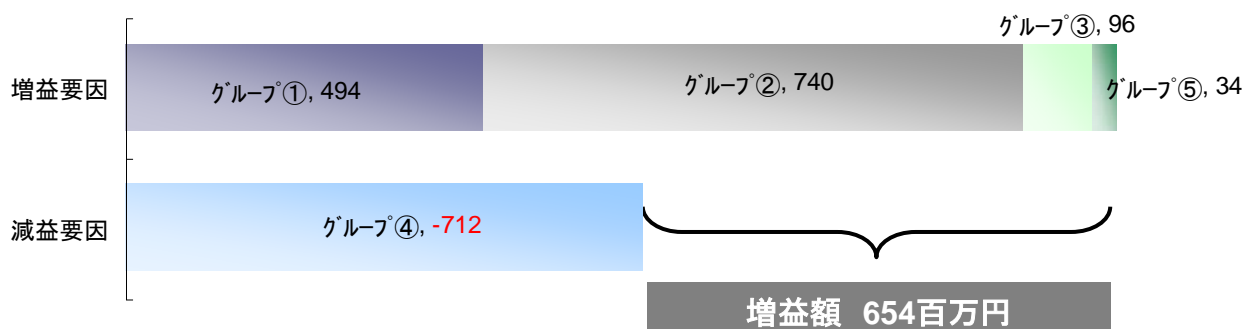 ｸﾞﾙｰﾌﾟ③, 96
増益要因
ｸﾞﾙｰﾌﾟ①, 494
ｸﾞﾙｰﾌﾟ②, 740
ｸﾞﾙｰﾌﾟ⑤, 34
減益要因
ｸﾞﾙｰﾌﾟ④, -712
増益額 654百万円